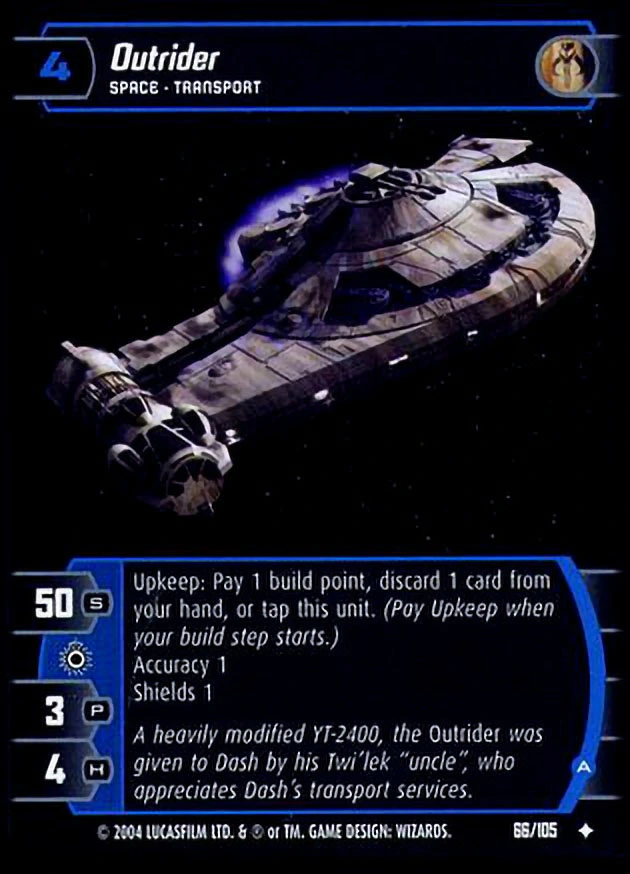 4
Outrider
SPACE · TRANSPORT
50 S
3 P
4 H
Upkeep: Pay 1 build point, discard 1 card from
your hand, or tap this unit. (Pay Upkeep when
your build step starts.)
Accuracy 1
Shields 1
A heavily modified YT-2400, the Outrider was
given to Dash by his Twi'lek "uncle", who
appreciates Dash's transport services.
A
© 2004 LUCASFILM LTD. & ® or TM. GAME DESIGN: WIZARDS.
66/105